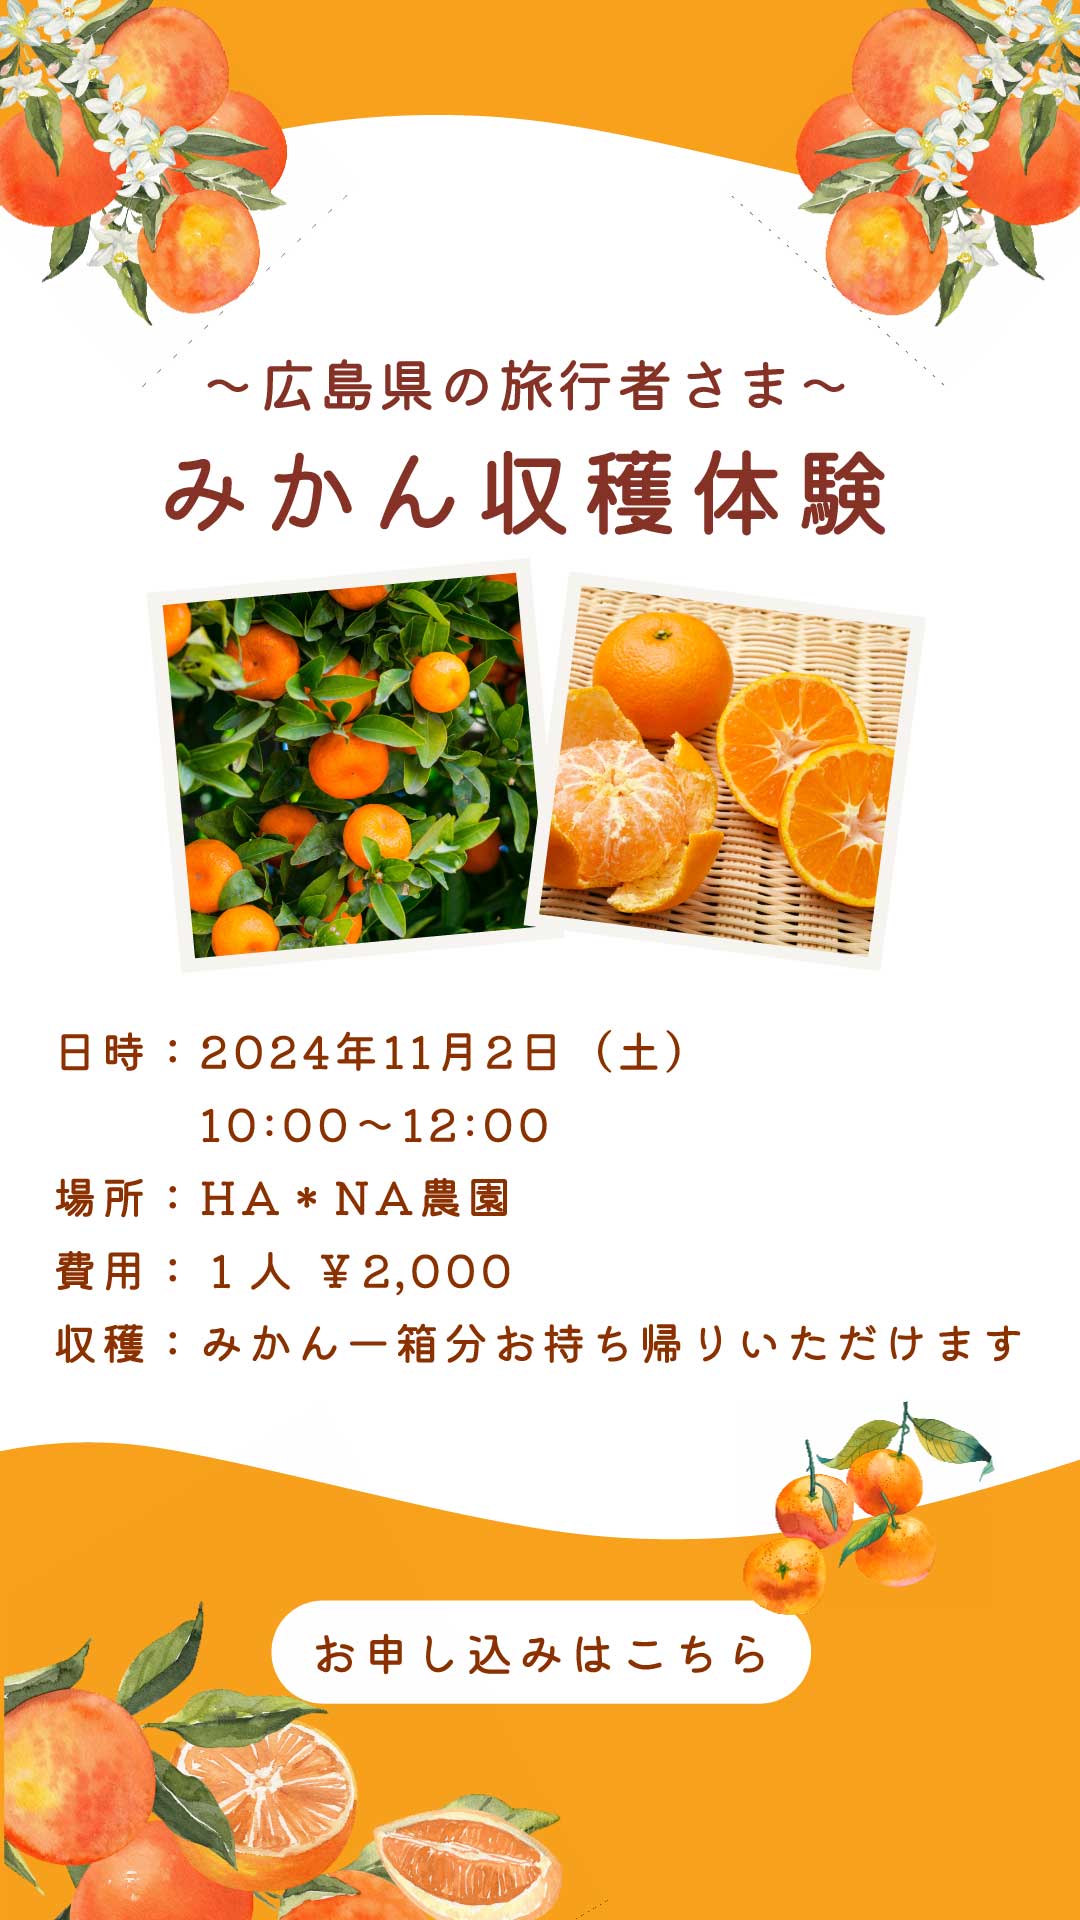 ～広島県の旅行者さま～
みかん収穫体験
日時：2024年11月2日（土）
10:00～12:00
場所：HA＊NA農園
費用：１人 ￥2,000
収穫：みかん一箱分お持ち帰りいただけます
お申し込みはこちら